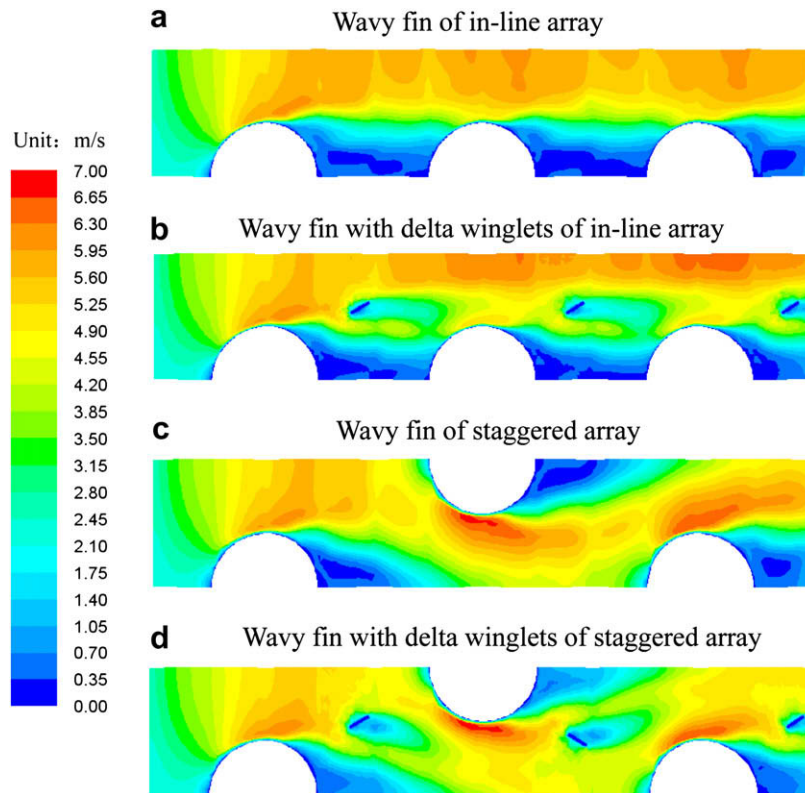 a
Wavy fin of in-line array
Unit: m/s
7.00
6.65
6.30
5.95
5.60
5.25
4.90
4.55
4.20
3.85
3.50
3.15
2.80
2.45
2.10
1.75
1.40
1.05
0.70
0.35
0.00
b
Wavy fin with delta winglets of in-line array
c
Wavy fin of staggered array
d
Wavy fin with delta winglets of staggered array